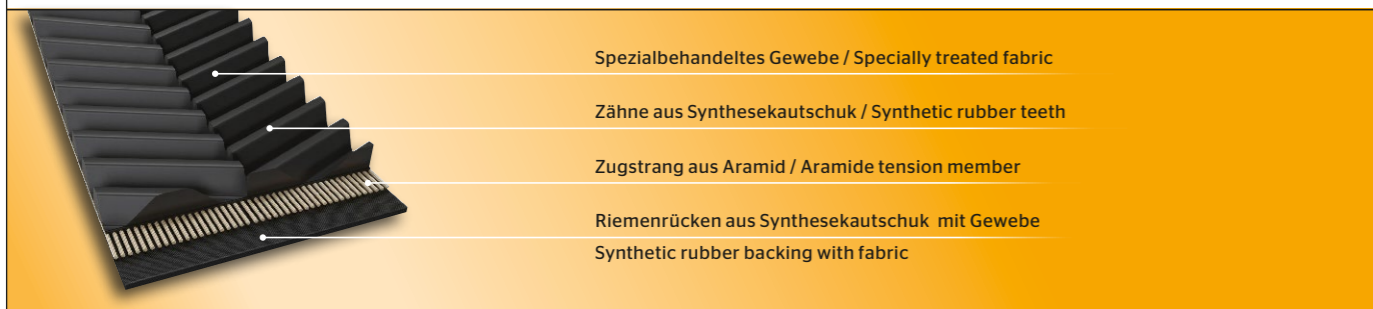 Spezialbehandeltes Gewebe / Specially treated fabric
Zähne aus Synthesekautschuk / Synthetic rubber teeth
Zugstrang aus Aramid / Aramide tension member
Riemenrücken aus Synthesekautschuk mit Gewebe
Synthetic rubber backing with fabric